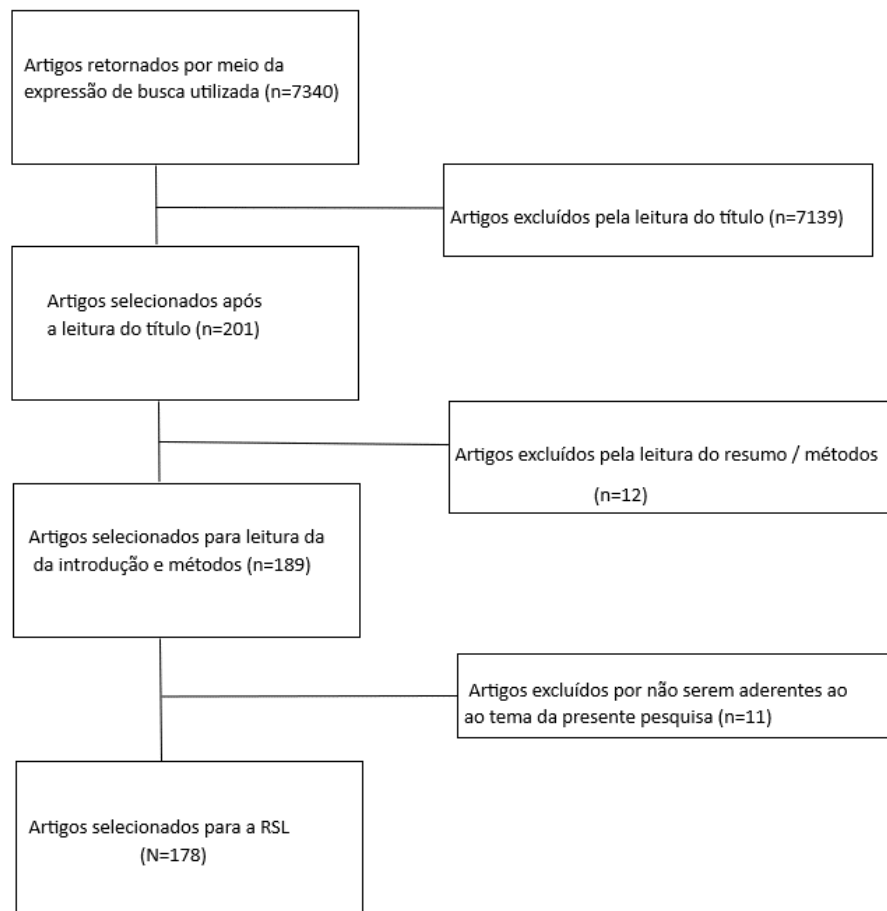 Artigos retornados por meio da
expressão de busca utilizada (n=7340)
Artigos excluídos pela leitura do título (n=7139)
Artigos selecionados após
a leitura do título (n=201)
Artigos excluídos pela leitura do resumo / métodos
(n=12)
Artigos selecionados para leitura da
da introdução e métodos (n=189)
Artigos excluídos por não serem aderentes ao
ao tema da presente pesquisa (n=11)
Artigos selecionados para a RSL
(N=178)